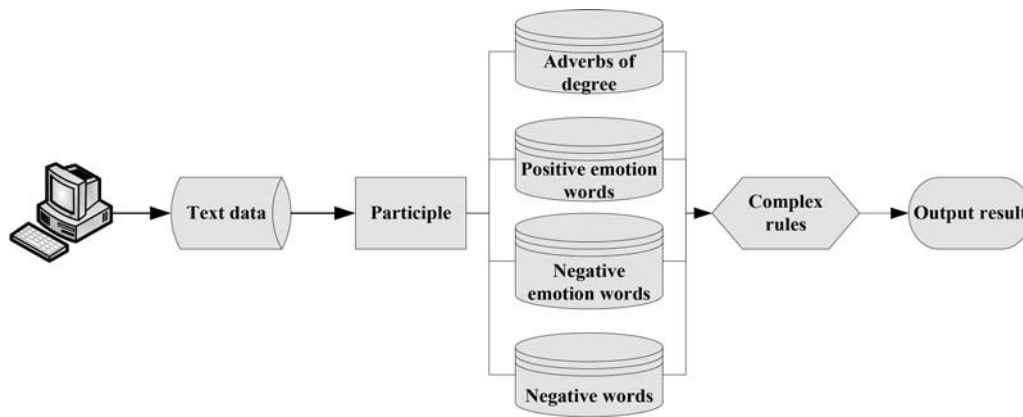 Text data
Participle
Adverbs of
degree
Positive emotion
words
Negative
emotion words
Negative words
Complex
rules
Output result